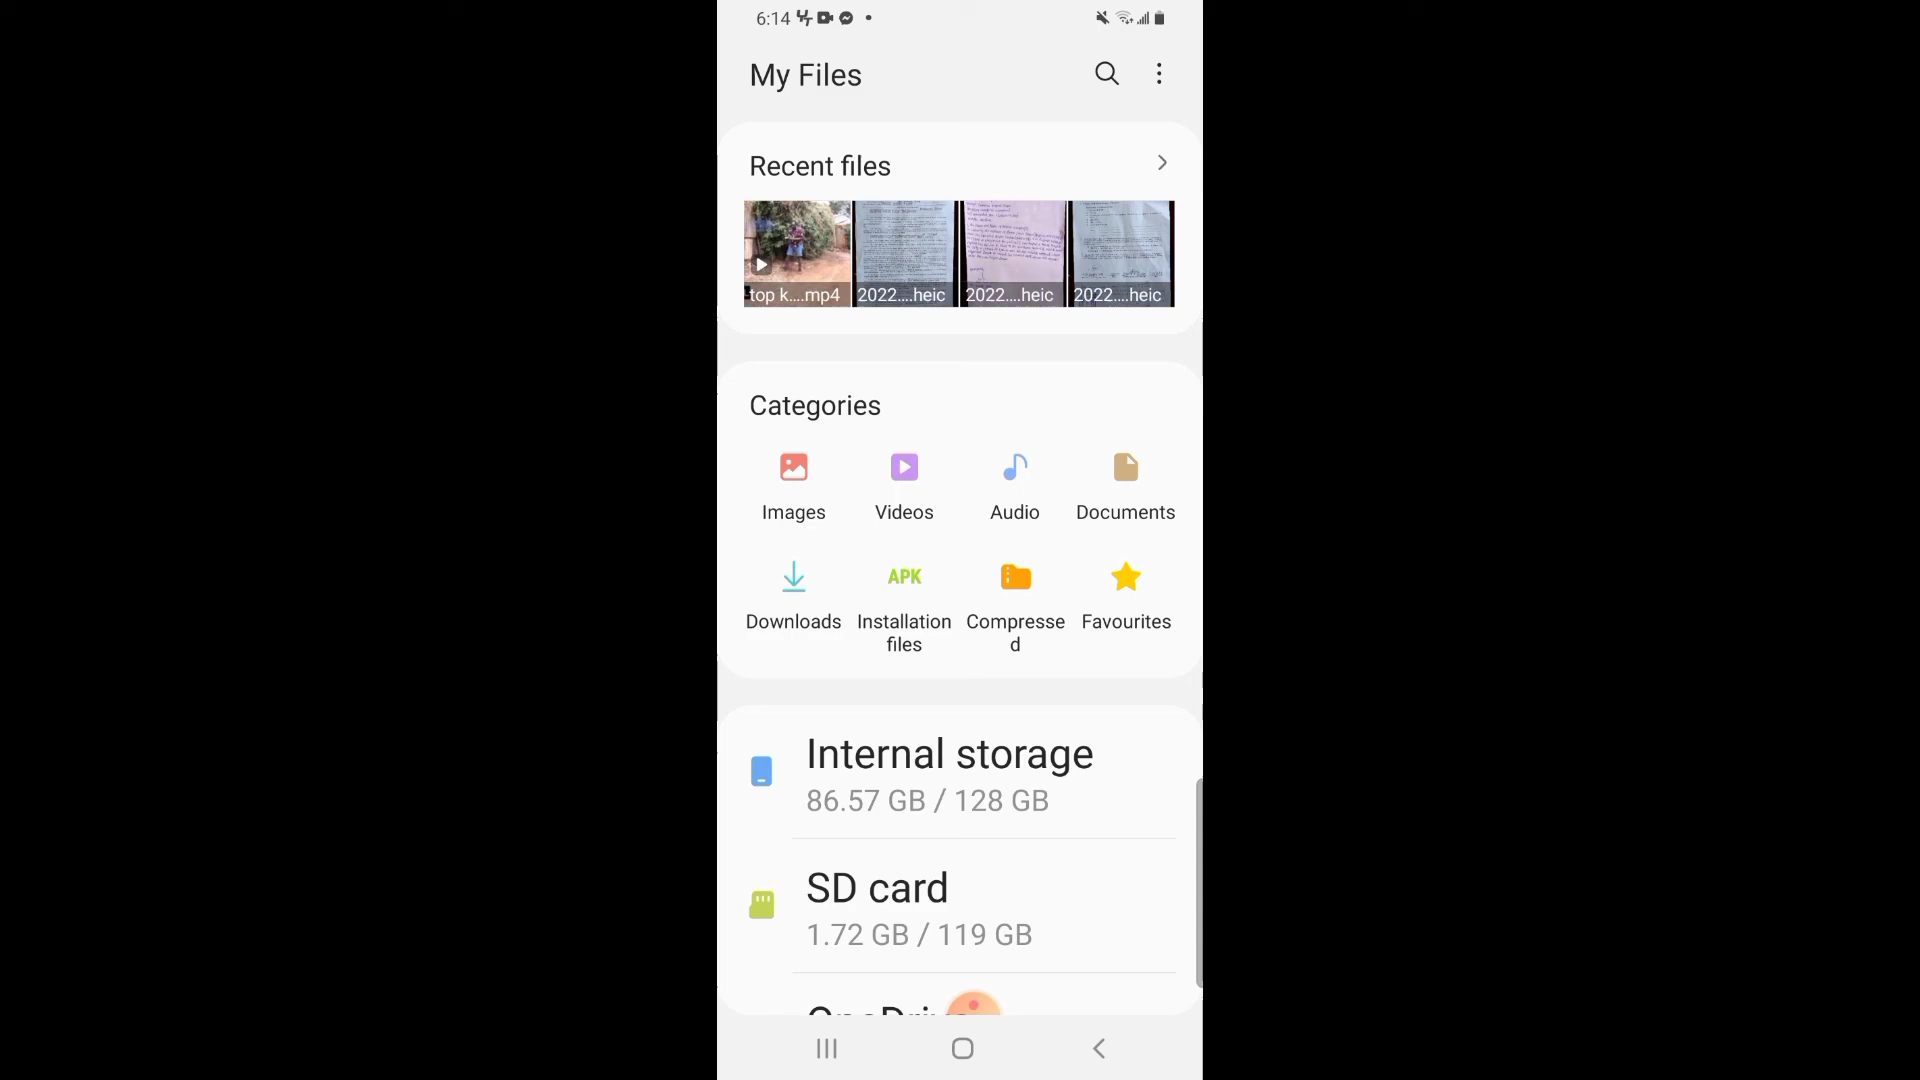 6:14
My Files
Recent files
top k....mp4 2022....heic 2022....heic 2022....heic
Categories
Images Videos Audio Documents
APK
Downloads Installation files Compressed Favourites
Internal storage
86.57 GB / 128 GB
SD card
1.72 GB / 119 GB
OneDrive